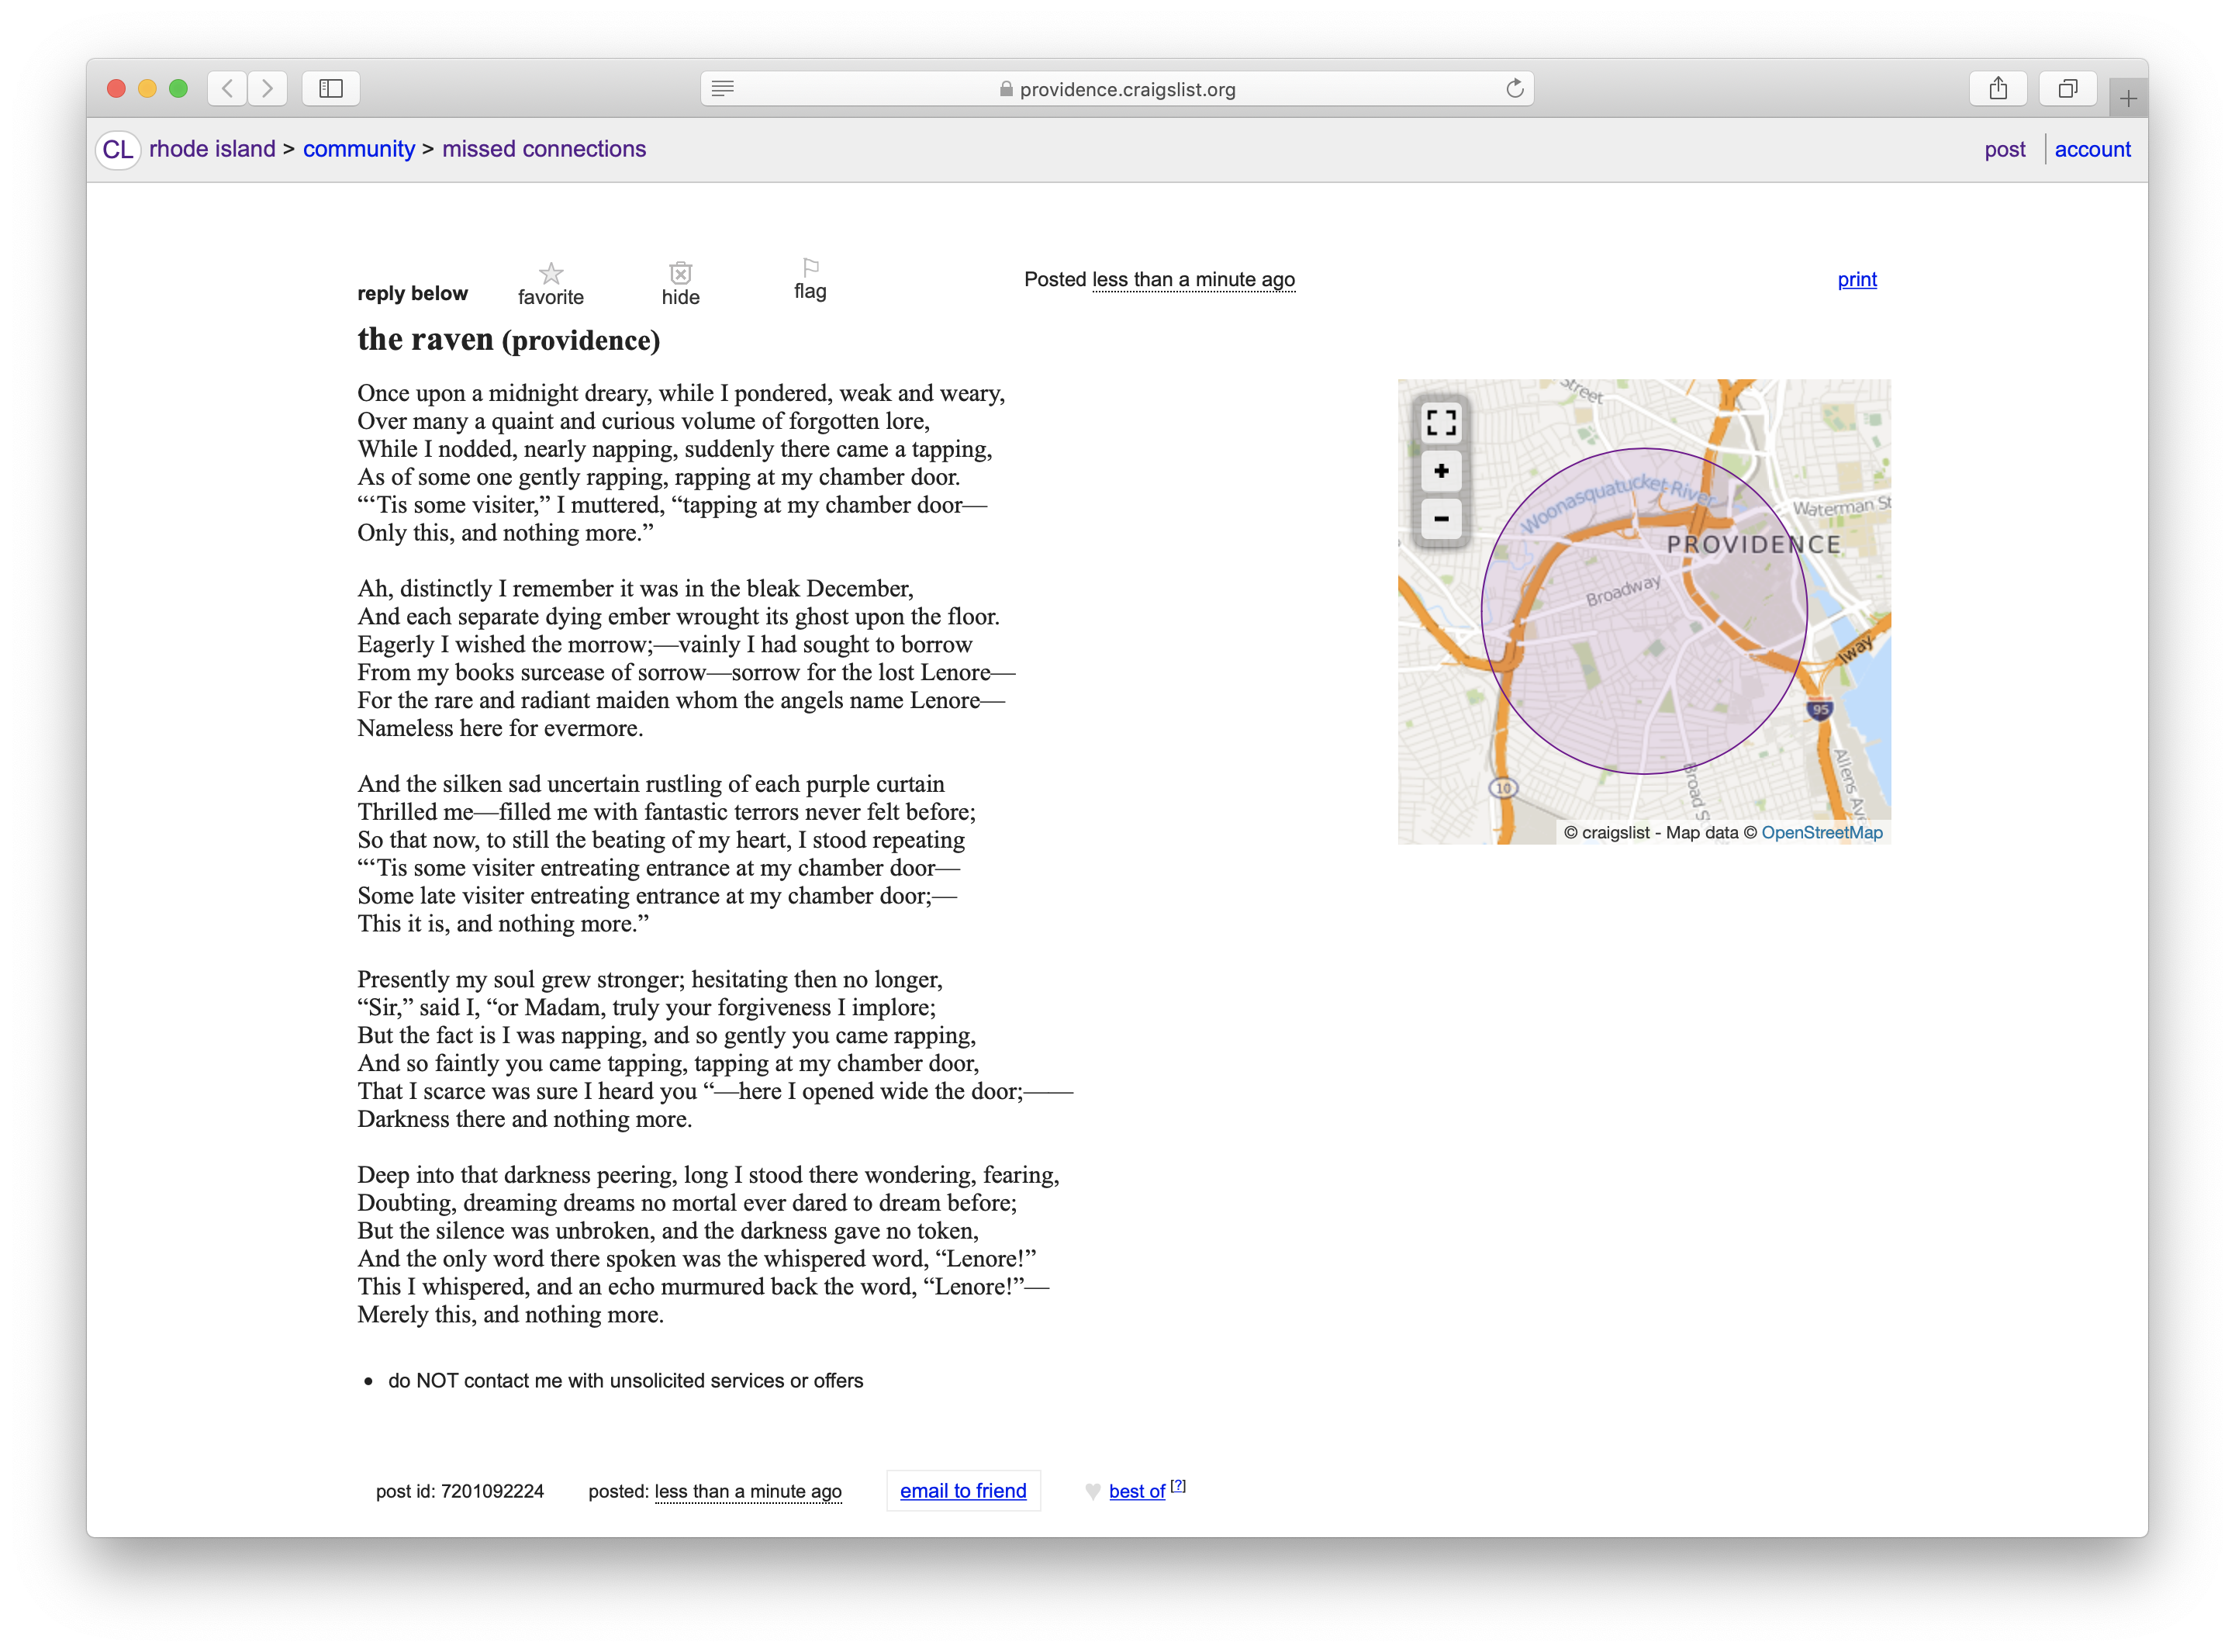 providence.craigslist.org
CL rhode island > community > missed connections
post account
reply below favorite hide flag Posted less than a minute ago print
the raven (providence)
Once upon a midnight dreary, while I pondered, weak and weary,
Over many a quaint and curious volume of forgotten lore,
While I nodded, nearly napping, suddenly there came a tapping,
As of some one gently rapping, rapping at my chamber door.
“‘Tis some visiter,” I muttered, “tapping at my chamber door—
Only this, and nothing more.”
Ah, distinctly I remember it was in the bleak December,
And each separate dying ember wrought its ghost upon the floor.
Eagerly I wished the morrow;—vainly I had sought to borrow
From my books surcease of sorrow—sorrow for the lost Lenore—
For the rare and radiant maiden whom the angels name Lenore—
Nameless here for evermore.
And the silken sad uncertain rustling of each purple curtain
Thrilled me—filled me with fantastic terrors never felt before;
So that now, to still the beating of my heart, I stood repeating
“‘Tis some visiter entreating entrance at my chamber door—
Some late visiter entreating entrance at my chamber door;—
This it is, and nothing more.”
Presently my soul grew stronger; hesitating then no longer,
“Sir,” said I, “or Madam, truly your forgiveness I implore;
But the fact is I was napping, and so gently you came rapping,
And so faintly you came tapping, tapping at my chamber door,
That I scarce was sure I heard you “—here I opened wide the door;——
Darkness there and nothing more.
Deep into that darkness peering, long I stood there wondering, fearing,
Doubting, dreaming dreams no mortal ever dared to dream before;
But the silence was unbroken, and the darkness gave no token,
And the only word there spoken was the whispered word, “Lenore!”
This I whispered, and an echo murmured back the word, “Lenore!”—
Merely this, and nothing more.
• do NOT contact me with unsolicited services or offers
post id: 7201092224 posted: less than a minute ago email to friend ♥ best of [?]
Street
+
-
Woonasquatucket River
Waterman St
PROVIDENCE
Broadway
lway
95
10
Broad S
Allens Av
© craigslist - Map data © OpenStreetMap